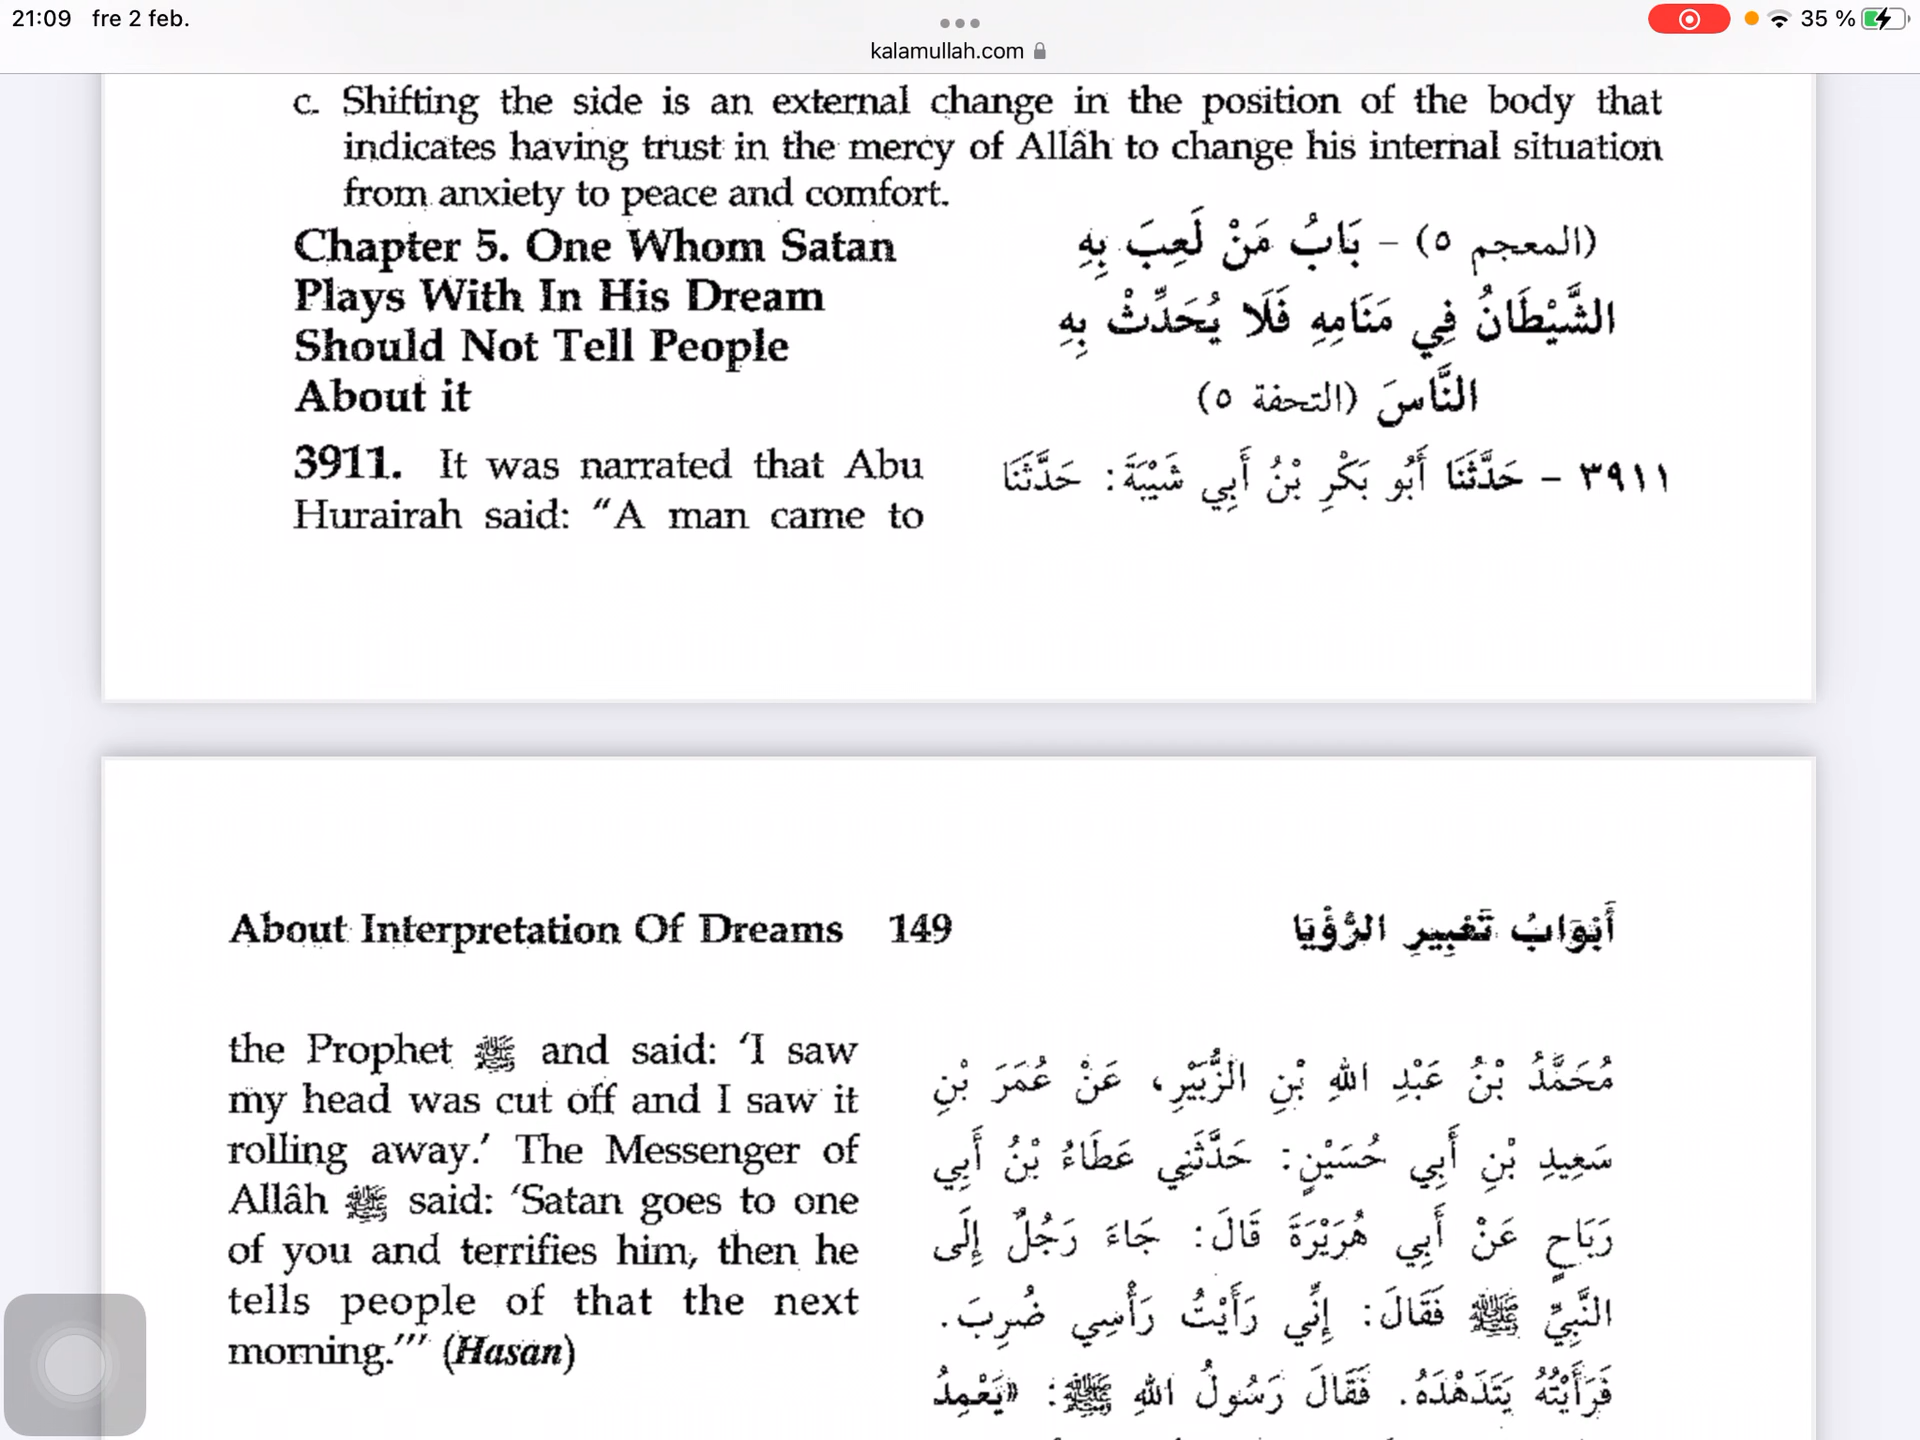 21:09 fre 2 feb.
35 %
kalamullah.com
c. Shifting the side is an external change in the position of the body that
indicates having trust in the mercy of Allâh to change his internal situation
from anxiety to peace and comfort.
Chapter 5. One Whom Satan
Plays With In His Dream
Should Not Tell People
About it
(المعجم ٥) – بَابُ مَنْ لَعِبَ بِهِ
الشَّيْطَانُ فِي مَنَامِهِ فَلَا يُحَدِّثْ بِهِ
النَّاسَ (التحفة ٥)
3911. It was narrated that Abu
Hurairah said: “A man came to
٣٩١١ – حَدَّثَنَا أَبُو بَكْرِ بْنُ أَبِي شَيْبَةَ: حَدَّثَنَا
About Interpretation Of Dreams 149
أَبْوَابُ تَعْبِيرِ الرُّؤْيَا
the Prophet ﷺ and said: ‘I saw
my head was cut off and I saw it
rolling away.’ The Messenger of
Allâh ﷺ said: ‘Satan goes to one
of you and terrifies him, then he
tells people of that the next
morning.’” (Hasan)
مُحَمَّدُ بْنُ عَبْدِ اللهِ بْنِ الزُّبَيْرِ، عَنْ عُمَرَ بْنِ
سَعِيدِ بْنِ أَبِي حُسَيْنٍ: حَدَّثَنِي عَطَاءُ بْنُ أَبِي
رَبَاحٍ عَنْ أَبِي هُرَيْرَةَ قَالَ: جَاءَ رَجُلٌ إِلَى
النَّبِيِّ ﷺ فَقَالَ: إِنِّي رَأَيْتُ رَأْسِي ضُرِبَ.
فَرَأَيْتُهُ يَتَدَهْدَهُ. فَقَالَ رَسُولُ اللهِ ﷺ: «يَعْمِدُ